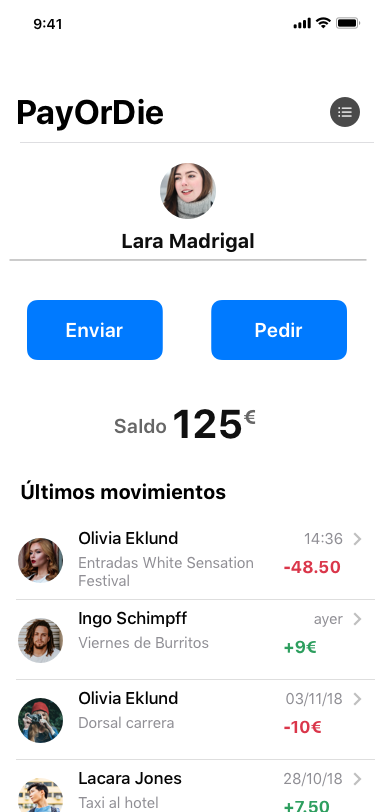 9:41
PayOrDie
Lara Madrigal
Enviar
Pedir
Saldo 125€
Últimos movimientos
Olivia Eklund 14:36
Entradas White Sensation
Festival
-48.50
Ingo Schimpff ayer
Viernes de Burritos
+9€
Olivia Eklund 03/11/18
Dorsal carrera
-10€
Lacara Jones 28/10/18
Taxi al hotel
+7.50